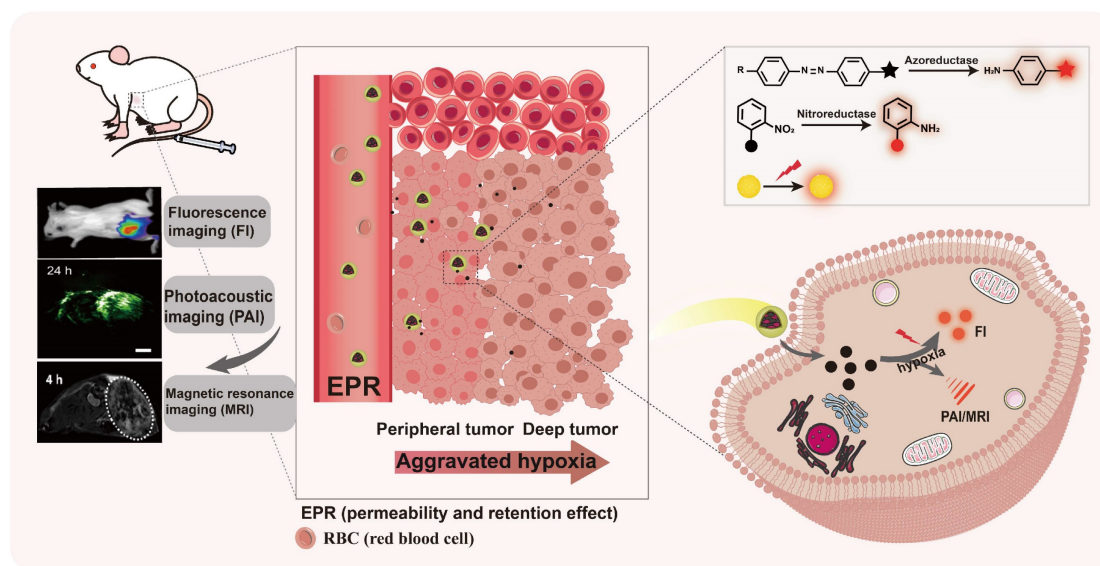 Fluorescence
imaging (FI)
24 h
Photoacoustic
imaging (PAI)
4 h
Magnetic resonance
imaging (MRI)
EPR
Peripheral tumor Deep tumor
Aggravated hypoxia
EPR (permeability and retention effect)
RBC (red blood cell)
R
N=N
Azoreductase
H₂N
NO₂
Nitroreductase
NH₂
FI
hypoxia
PAI/MRI